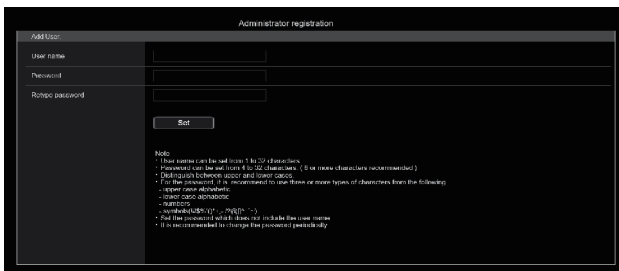 Administrator registration
Add User.
User name
Password
Retype password
Set
Note
・User name can be set from 1 to 32 characters
・Password can be set from 4 to 32 characters. ( 8 or more characters recommended )
・Distinguish between upper and lower cases
・For the password, it is recommend to use three or more types of characters from the following
- upper case alphabetic
- lower case alphabetic
- numbers
- symbols
・Set the password which does not include the user name
・It is recommended to change the password periodically